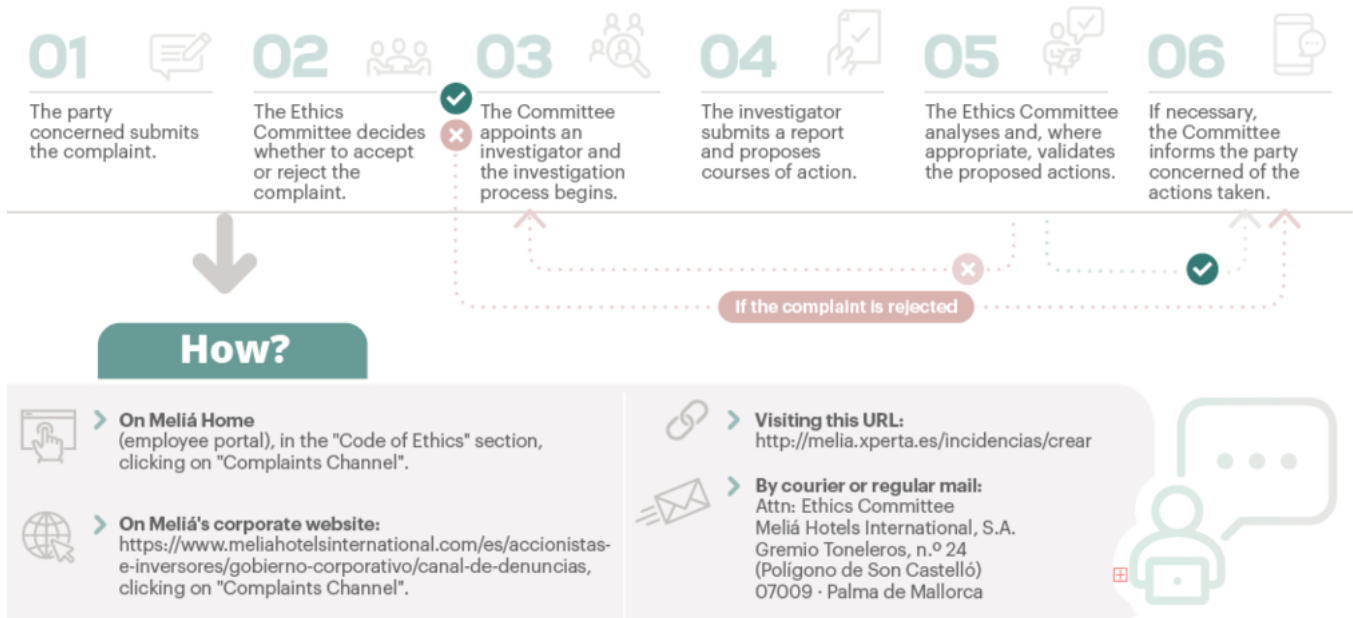 01
The party
concerned submits
the complaint.
02
The Ethics
Committee decides
whether to accept
or reject the
complaint.
03
The Committee
appoints an
investigator and
the investigation
process begins.
04
The investigator
submits a report
and proposes
courses of action.
05
The Ethics Committee
analyses and, where
appropriate, validates
the proposed actions.
06
If necessary,
the Committee
informs the party
concerned of the
actions taken.
If the complaint is rejected
How?
On Meliá Home
(employee portal), in the "Code of Ethics" section,
clicking on "Complaints Channel".
On Meliá's corporate website:
https://www.meliahotelsinternational.com/es/accionistas-
e-inversores/gobierno-corporativo/canal-de-denuncias,
clicking on "Complaints Channel".
Visiting this URL:
http://melia.xperta.es/incidencias/crear
By courier or regular mail:
Attn: Ethics Committee
Meliá Hotels International, S.A.
Gremio Toneleros, n.º 24
(Polígono de Son Castelló)
07009 · Palma de Mallorca